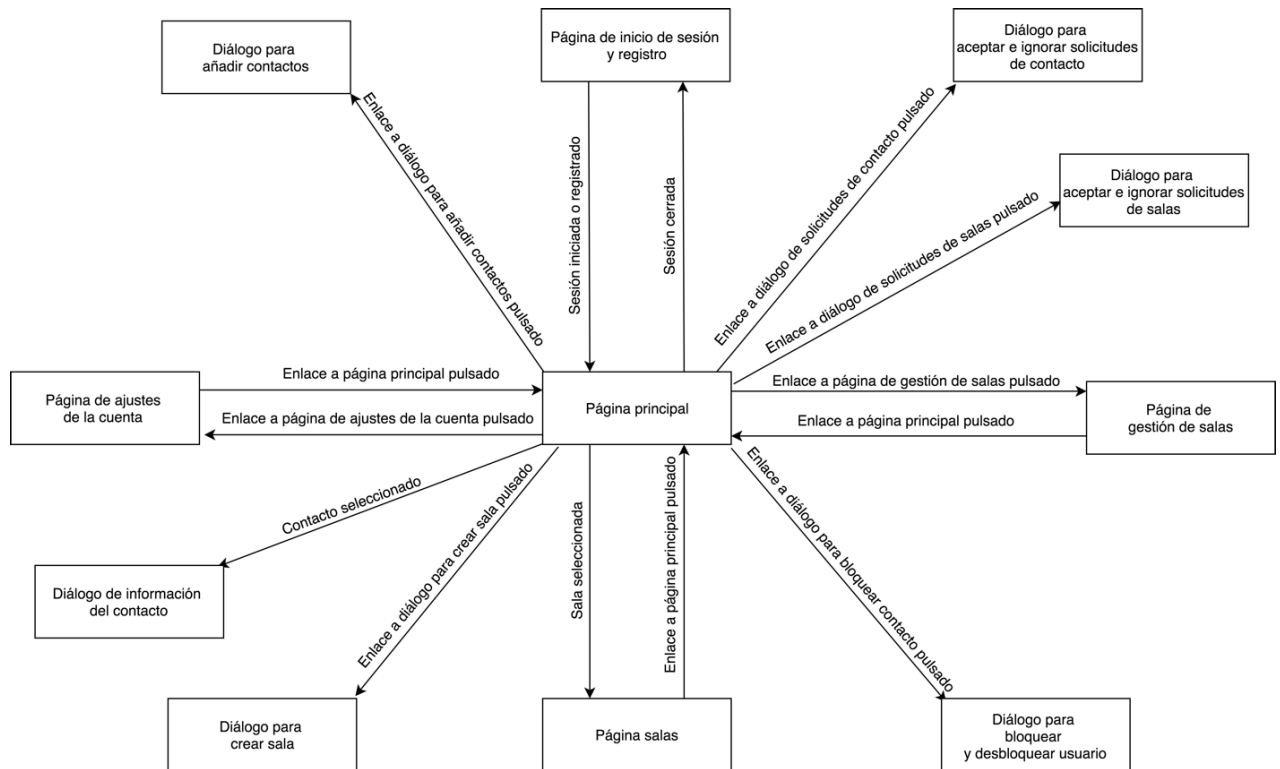 Diálogo para
añadir contactos
Página de inicio de sesión
y registro
Diálogo para
aceptar e ignorar solicitudes
de contacto
Diálogo para
aceptar e ignorar solicitudes
de salas
Enlace a diálogo para añadir contactos pulsado
Sesión iniciada o registrado
Sesión cerrada
Enlace a diálogo de solicitudes de contacto pulsado
Enlace a diálogo de solicitudes de salas pulsado
Página de ajustes
de la cuenta
Enlace a página principal pulsado
Enlace a página de ajustes de la cuenta pulsado
Página principal
Enlace a página de gestión de salas pulsado
Enlace a página principal pulsado
Página de
gestión de salas
Contacto seleccionado
Enlace a diálogo para crear sala pulsado
Sala seleccionada
Enlace a página principal pulsado
Enlace a diálogo para bloquear contacto pulsado
Diálogo de información
del contacto
Diálogo para
crear sala
Página salas
Diálogo para
bloquear
y desbloquear usuario